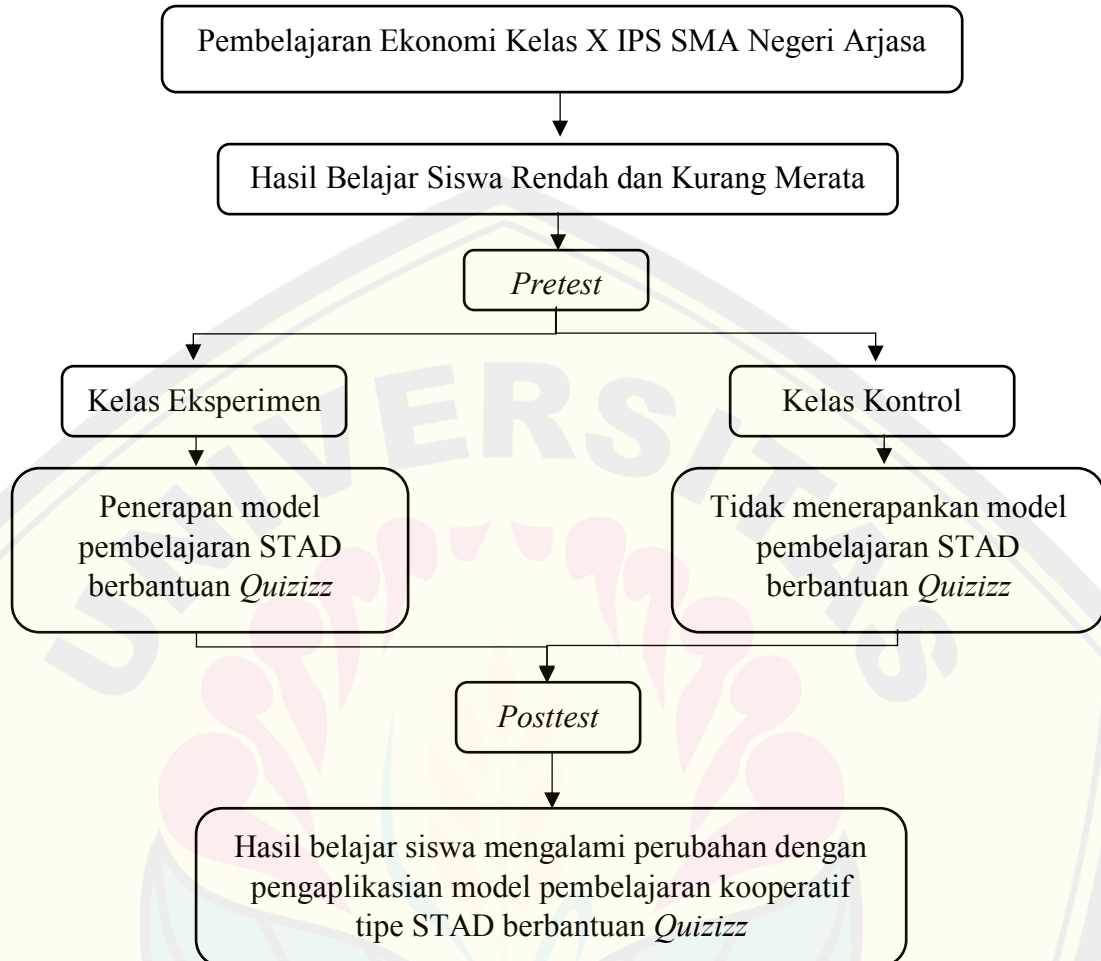 Pembelajaran Ekonomi Kelas X IPS SMA Negeri Arjasa
Hasil Belajar Siswa Rendah dan Kurang Merata
Pretest
Kelas Eksperimen
Kelas Kontrol
Penerapan model
pembelajaran STAD
berbantuan Quizizz
Tidak menerapankan model
pembelajaran STAD
berbantuan Quizizz
Posttest
Hasil belajar siswa mengalami perubahan dengan
pengaplikasian model pembelajaran kooperatif
tipe STAD berbantuan Quizizz
UNIVERSITAS